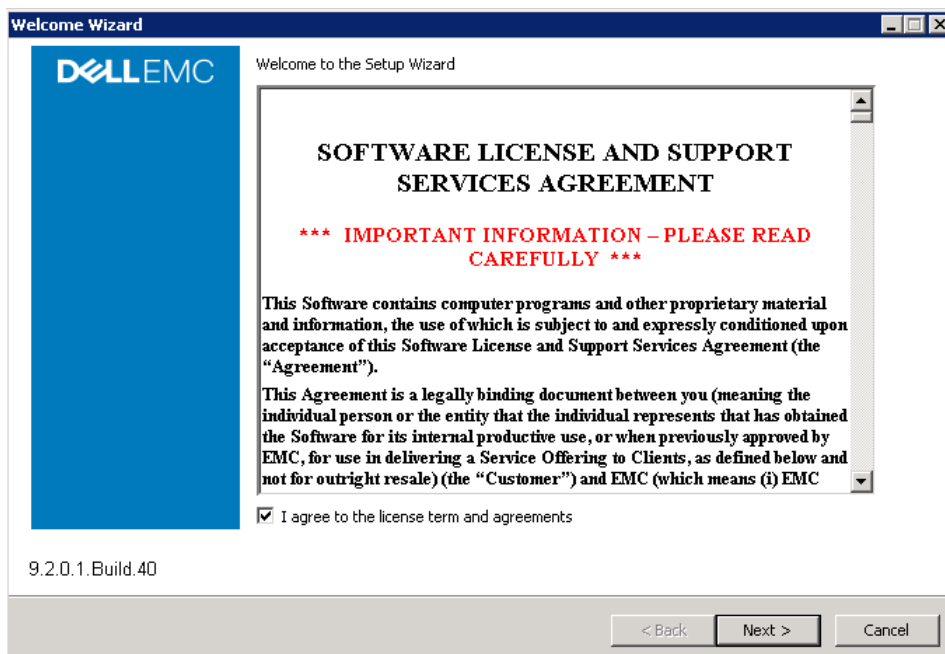 Welcome Wizard
DELLEMC
Welcome to the Setup Wizard
SOFTWARE LICENSE AND SUPPORT
SERVICES AGREEMENT
*** IMPORTANT INFORMATION – PLEASE READ
CAREFULLY ***
This Software contains computer programs and other proprietary material
and information, the use of which is subject to and expressly conditioned upon
acceptance of this Software License and Support Services Agreement (the
“Agreement”).
This Agreement is a legally binding document between you (meaning the
individual person or the entity that the individual represents that has obtained
the Software for its internal productive use, or when previously approved by
EMC, for use in delivering a Service Offering to Clients, as defined below and
not for outright resale) (the “Customer”) and EMC (which means (i) EMC
I agree to the license term and agreements
9.2.0.1.Build.40
< Back
Next >
Cancel